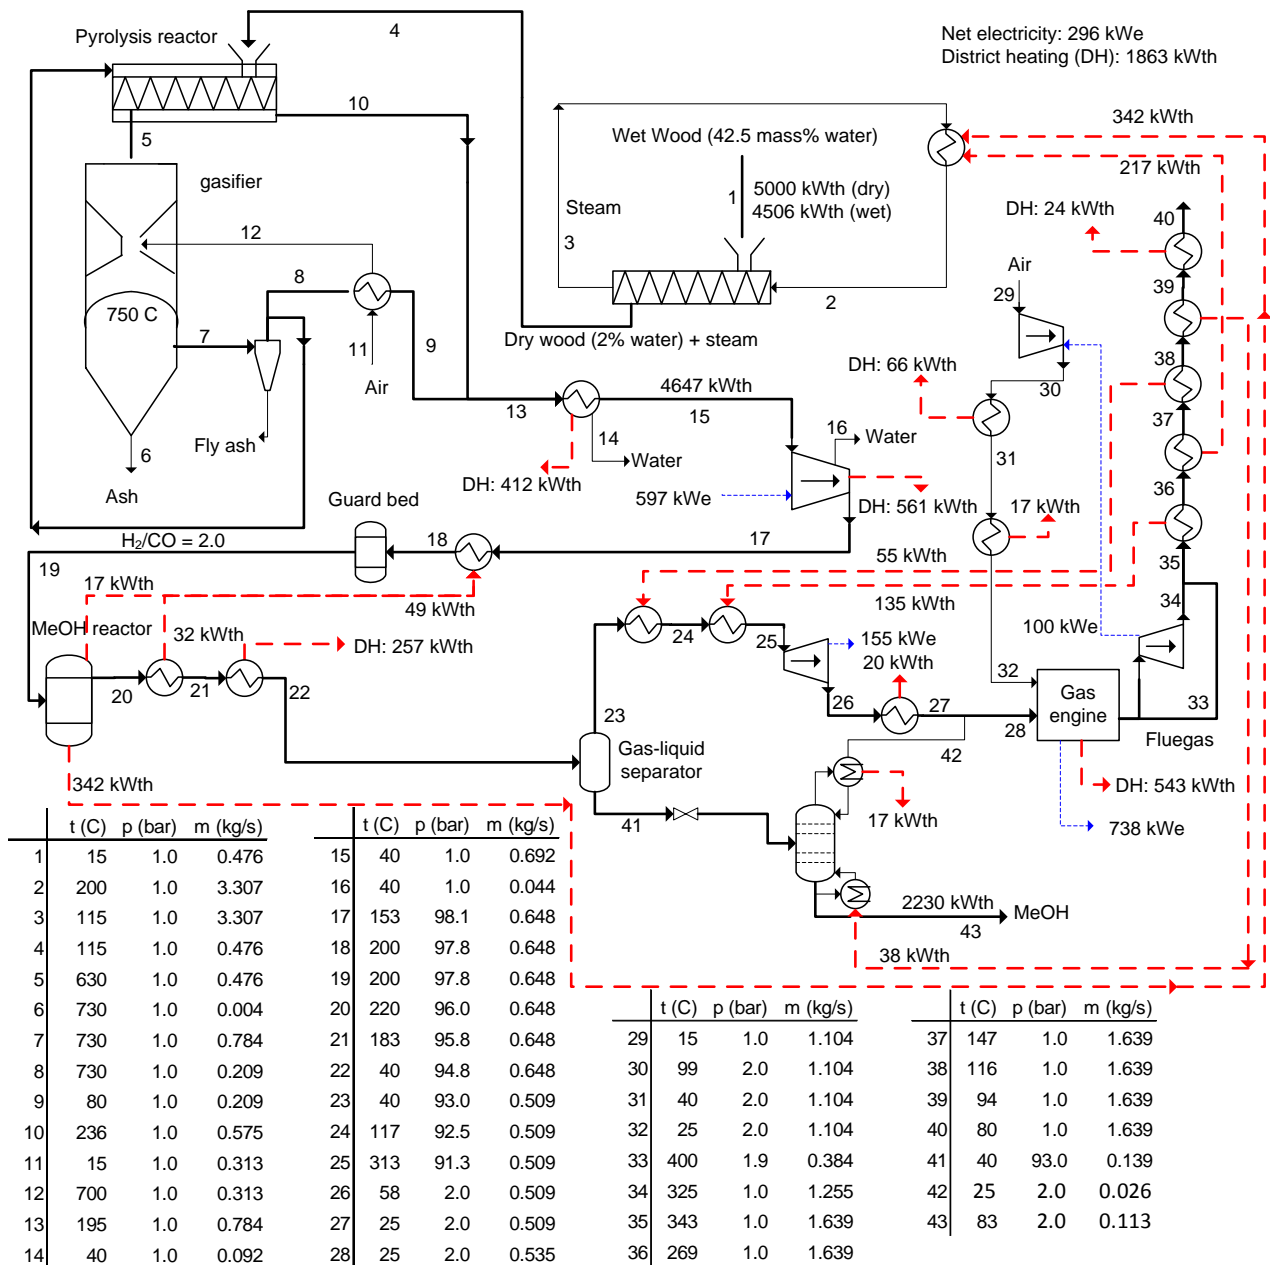 4
Net electricity: 296 kWe
District heating (DH): 1863 kWth
Pyrolysis reactor
10
342 kWth
Wet Wood (42.5 mass% water)
217 kWth
5
gasifier
5000 kWth (dry)
4506 kWth (wet)
1
Steam
DH: 24 kWth
40
12
3
Air
39
8
29
2
750 C
7
Dry wood (2% water) + steam
9
11
38
DH: 66 kWth
30
Air
4647 kWth
13
15
37
16
Water
Fly ash
14
31
6
Water
DH: 412 kWth
36
Ash
597 kWe
17 kWth
Guard bed
DH: 561 kWth
H2/CO = 2.0
18
17
35
19
55 kWth
17 kWth
49 kWth
135 kWth
34
MeOH reactor
32 kWth
24
25
155 kWe
100 kWe
DH: 257 kWth
20 kWth
20
21
22
32
26
27
Gas
engine
33
23
28
Gas-liquid
separator
42
Fluegas
342 kWth
DH: 543 kWth
41
17 kWth
738 kWe
2230 kWth
MeOH
43
38 kWth
t (C) p (bar) m (kg/s)
1 15 1.0 0.476
2 200 1.0 3.307
3 115 1.0 3.307
4 115 1.0 0.476
5 630 1.0 0.476
6 730 1.0 0.004
7 730 1.0 0.784
8 730 1.0 0.209
9 80 1.0 0.209
10 236 1.0 0.575
11 15 1.0 0.313
12 700 1.0 0.313
13 195 1.0 0.784
14 40 1.0 0.092
t (C) p (bar) m (kg/s)
15 40 1.0 0.692
16 40 1.0 0.044
17 153 98.1 0.648
18 200 97.8 0.648
19 200 97.8 0.648
20 220 96.0 0.648
21 183 95.8 0.648
22 40 94.8 0.648
23 40 93.0 0.509
24 117 92.5 0.509
25 313 91.3 0.509
26 58 2.0 0.509
27 25 2.0 0.509
28 25 2.0 0.535
t (C) p (bar) m (kg/s)
29 15 1.0 1.104
30 99 2.0 1.104
31 40 2.0 1.104
32 25 2.0 1.104
33 400 1.9 0.384
34 325 1.0 1.255
35 343 1.0 1.639
36 269 1.0 1.639
t (C) p (bar) m (kg/s)
37 147 1.0 1.639
38 116 1.0 1.639
39 94 1.0 1.639
40 80 1.0 1.639
41 40 93.0 0.139
42 25 2.0 0.026
43 83 2.0 0.113